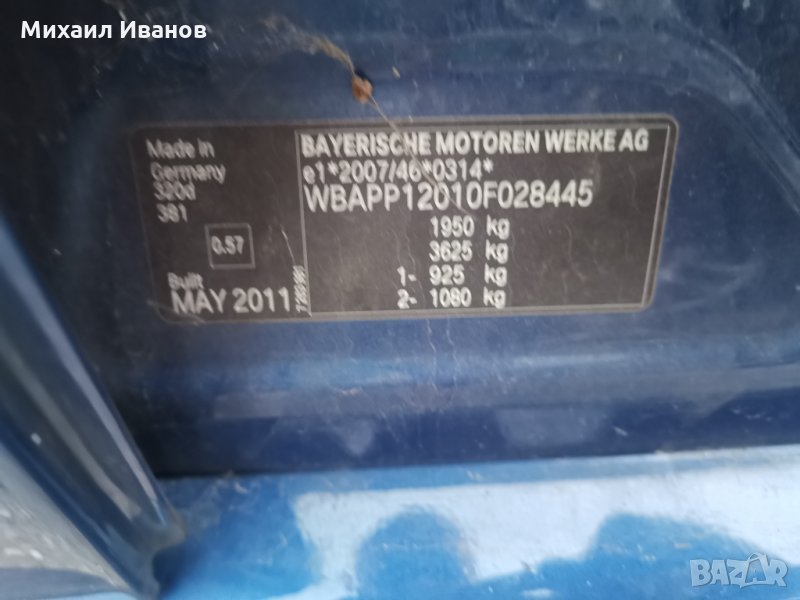 Михаил Иванов
Made in
Germany
320d
381
0.57
Built
MAY 2011
BAYERISCHE MOTOREN WERKE AG
e1*2007/46*0314*
WBAPP12010F028445
1950 kg
3625 kg
1- 925 kg
2- 1080 kg
BAZAR